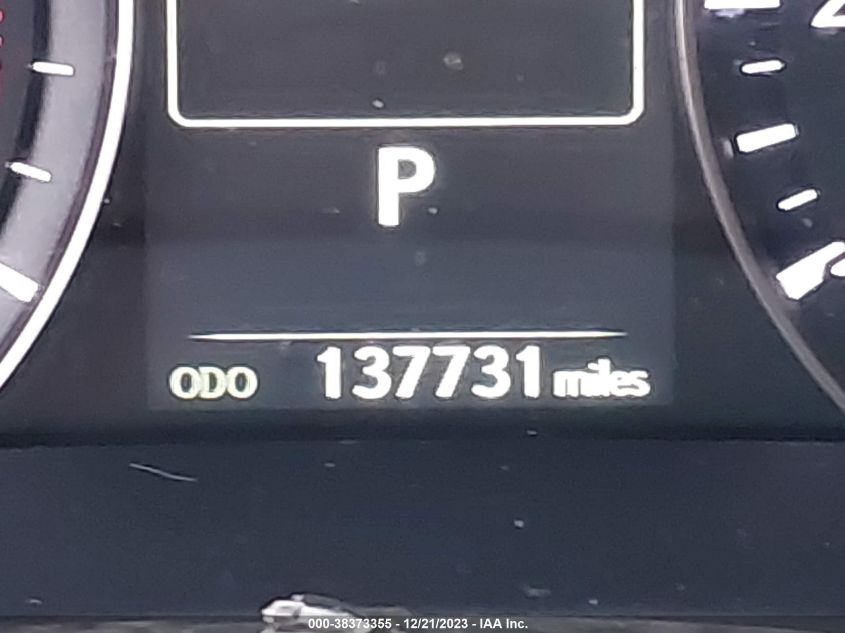 P
ODO 137731 miles
000-38373355 - 12/21/2023 - IAA Inc.